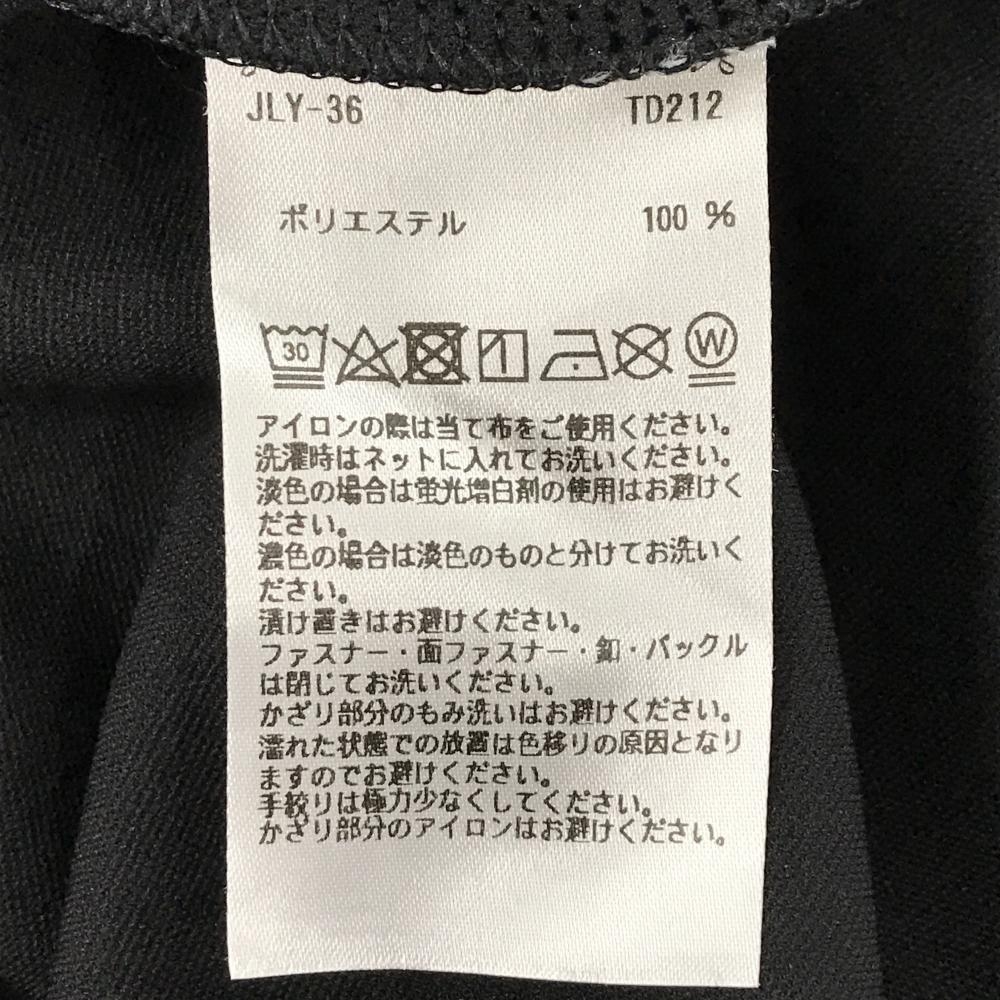 JLY-36 TD212
ポリエステル 100 %
30
W
アイロンの際は当て布をご使用ください。
洗濯時はネットに入れてお洗いください。
淡色の場合は蛍光増白剤の使用はお避けく
ださい。
濃色の場合は淡色のものと分けてお洗いく
ださい。
漬け置きはお避けください。
ファスナー・面ファスナー・釦・バックル
は閉じてお洗いください。
かざり部分のもみ洗いはお避けください。
濡れた状態での放置は色移りの原因となり
ますのでお避けください。
手絞りは極力少なくしてください。
かざり部分のアイロンはお避けください。